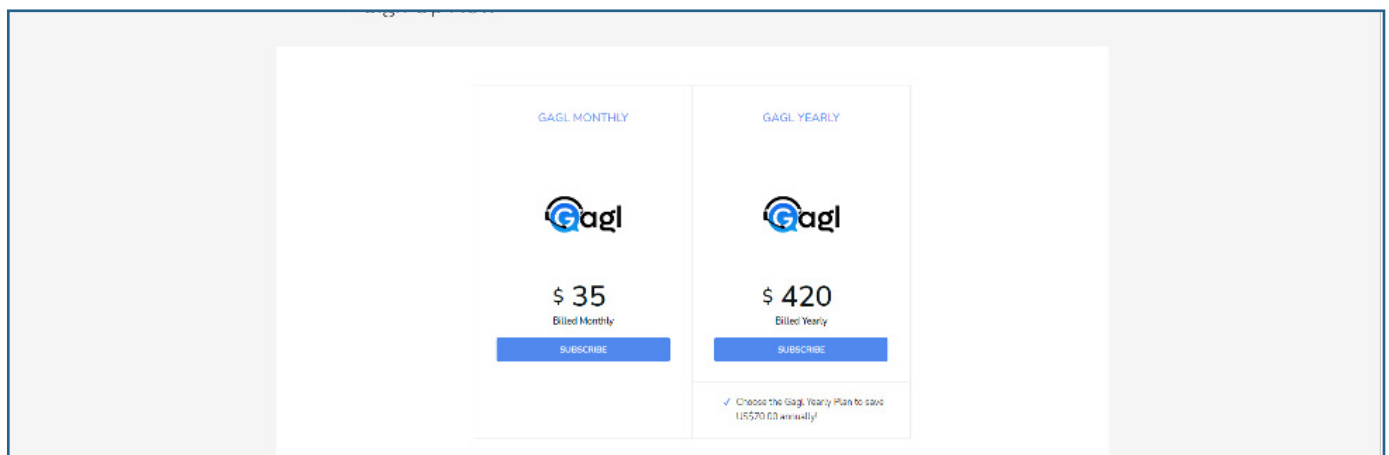 GAGL MONTHLY
Gagl
$ 35
Billed Monthly
SUBSCRIBE
GAGL YEARLY
Gagl
$ 420
Billed Yearly
SUBSCRIBE
✓ Choose the Gagl Yearly Plan to save
US$70.00 annually!